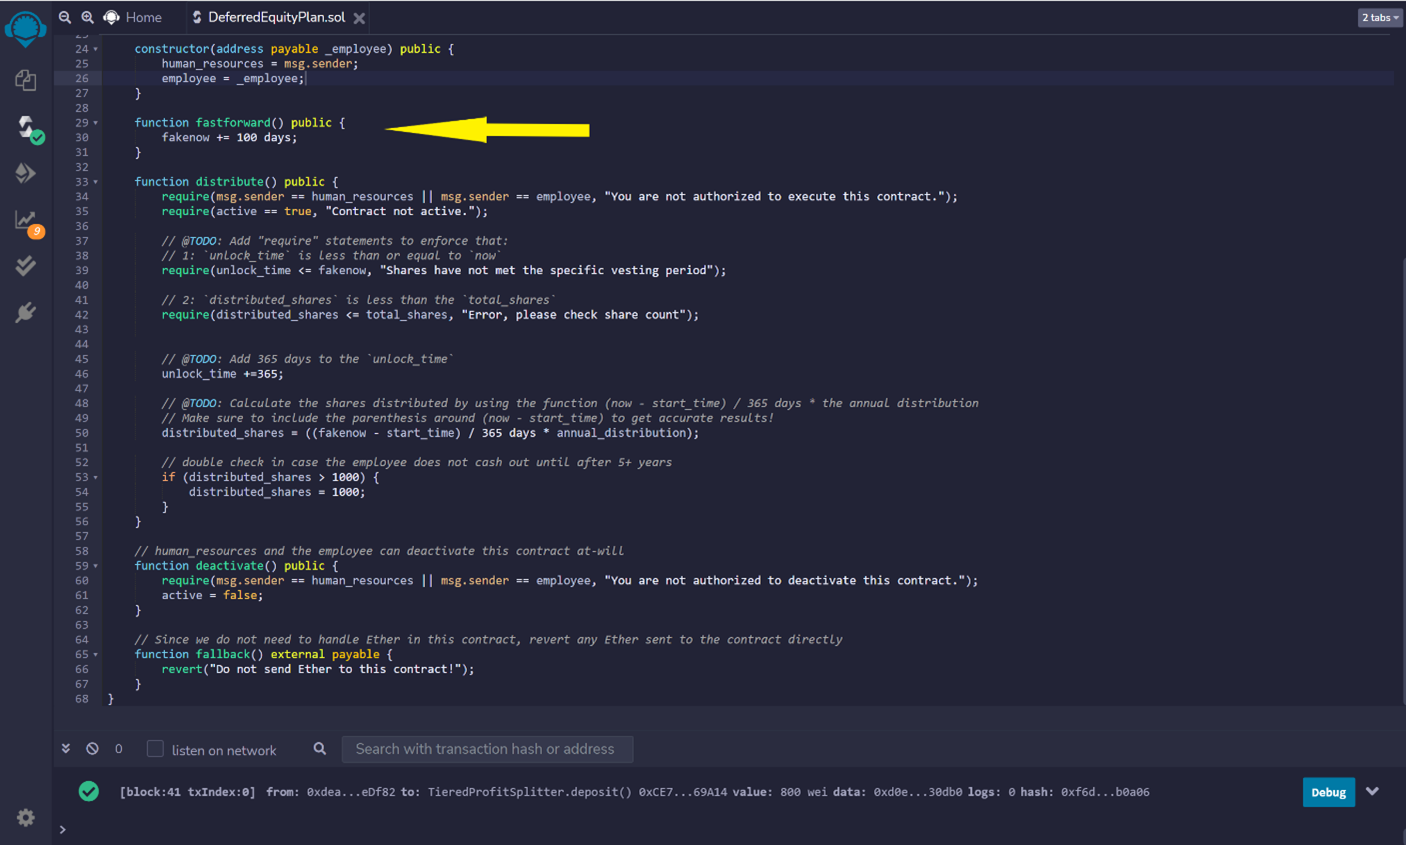 Home
DeferredEquityPlan.sol
2 tabs
24 constructor(address payable _employee) public {
25 human_resources = msg.sender;
26 employee = _employee;
27 }
28
29 function fastforward() public {
30 fakenow += 100 days;
31 }
32
33 function distribute() public {
34 require(msg.sender == human_resources || msg.sender == employee, "You are not authorized to execute this contract.");
35 require(active == true, "Contract not active.");
36
37 // @TODO: Add "require" statements to enforce that:
38 // 1: `unlock_time` is less than or equal to `now`
39 require(unlock_time <= fakenow, "Shares have not met the specific vesting period");
40
41 // 2: `distributed_shares` is less than the `total_shares`
42 require(distributed_shares <= total_shares, "Error, please check share count");
43
44
45 // @TODO: Add 365 days to the `unlock_time`
46 unlock_time +=365;
47
48 // @TODO: Calculate the shares distributed by using the function (now - start_time) / 365 days * the annual distribution
49 // Make sure to include the parenthesis around (now - start_time) to get accurate results!
50 distributed_shares = ((fakenow - start_time) / 365 days * annual_distribution);
51
52 // double check in case the employee does not cash out until after 5+ years
53 if (distributed_shares > 1000) {
54 distributed_shares = 1000;
55 }
56 }
57
58 // human_resources and the employee can deactivate this contract at-will
59 function deactivate() public {
60 require(msg.sender == human_resources || msg.sender == employee, "You are not authorized to deactivate this contract.");
61 active = false;
62 }
63
64 // Since we do not need to handle Ether in this contract, revert any Ether sent to the contract directly
65 function fallback() external payable {
66 revert("Do not send Ether to this contract!");
67 }
68 }
9
0 listen on network Search with transaction hash or address
[block:41 txIndex:0] from: 0xdea...eDf82 to: TieredProfitSplitter.deposit() 0xCE7...69A14 value: 800 wei data: 0xd0e...30db0 logs: 0 hash: 0xf6d...b0a06
Debug
>